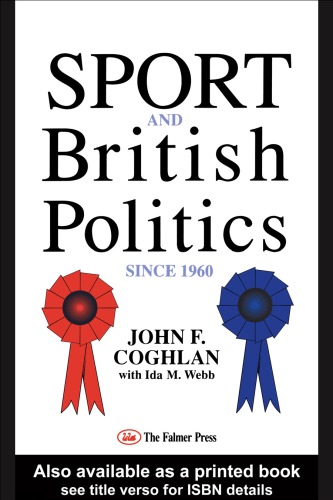 SPORT
AND
British
Politics
SINCE 1960
JOHN F.
COGHLAN
with Ida M. Webb
The Falmer Press
Also available as a printed book
see title verso for ISBN details